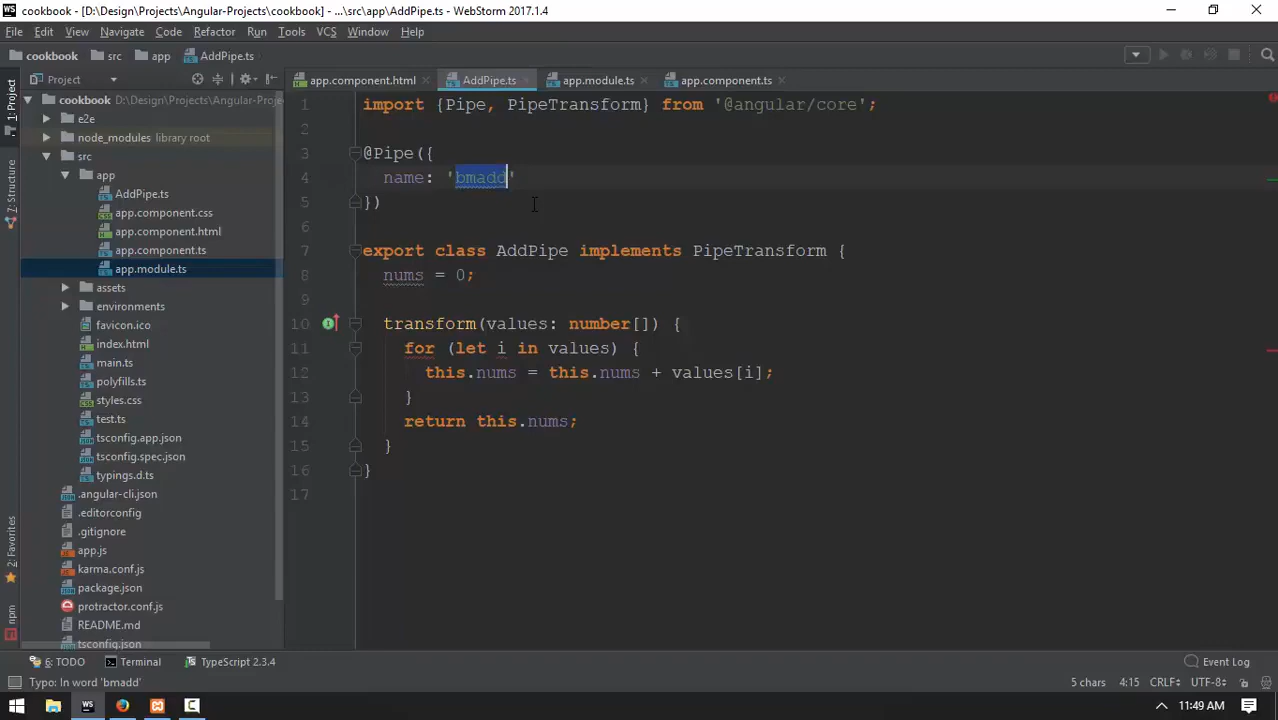 cookbook - [D:\Design\Projects\Angular-Projects\cookbook] - ...\src\app\AddPipe.ts - WebStorm 2017.1.4
File Edit View Navigate Code Refactor Run Tools VCS Window Help
cookbook src app AddPipe.ts
1: Project
7: Structure
2: Favorites
npm
Project
cookbook D:\Design\Projects\Angular-Proje
e2e
node_modules library root
src
app
AddPipe.ts
app.component.css
app.component.html
app.component.ts
app.module.ts
assets
environments
favicon.ico
index.html
main.ts
polyfills.ts
styles.css
test.ts
tsconfig.app.json
tsconfig.spec.json
typings.d.ts
.angular-cli.json
.editorconfig
.gitignore
app.js
karma.conf.js
package.json
protractor.conf.js
README.md
tsconfig.json
app.component.html AddPipe.ts app.module.ts app.component.ts
1 import {Pipe, PipeTransform} from '@angular/core';
2
3 @Pipe({
4 name: 'bmadd'
5 })
6
7 export class AddPipe implements PipeTransform {
8 nums = 0;
9
10 transform(values: number[]) {
11 for (let i in values) {
12 this.nums = this.nums + values[i];
13 }
14 return this.nums;
15 }
16 }
17
6: TODO Terminal TypeScript 2.3.4 Event Log
Typo: In word 'bmadd' 5 chars 4:15 CRLF÷ UTF-8÷
WS 11:49 AM